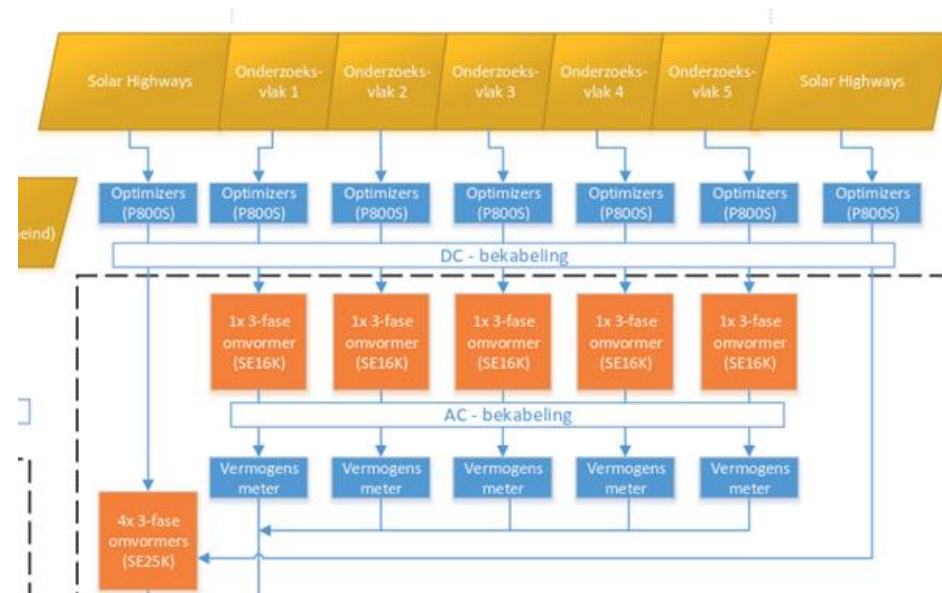 Solar Highways
Onderzoeks-
vlak 1
Onderzoeks-
vlak 2
Onderzoeks-
vlak 3
Onderzoeks-
vlak 4
Onderzoeks-
vlak 5
Solar Highways
Optimizers
(P800S)
Optimizers
(P800S)
Optimizers
(P800S)
Optimizers
(P800S)
Optimizers
(P800S)
Optimizers
(P800S)
Optimizers
(P800S)
eind)
DC - bekabeling
1x 3-fase
omvormer
(SE16K)
1x 3-fase
omvormer
(SE16K)
1x 3-fase
omvormer
(SE16K)
1x 3-fase
omvormer
(SE16K)
1x 3-fase
omvormer
(SE16K)
AC - bekabeling
Vermogens
meter
Vermogens
meter
Vermogens
meter
Vermogens
meter
Vermogens
meter
4x 3-fase
omvormers
(SE25K)